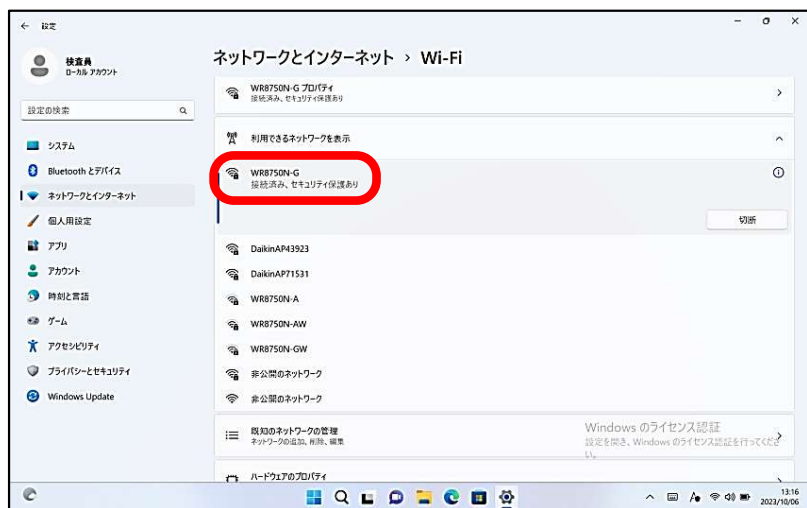 設定
検査員
ローカル アカウント
設定の検索
システム
Bluetooth とデバイス
ネットワークとインターネット
個人用設定
アプリ
アカウント
時刻と言語
ゲーム
アクセシビリティ
プライバシーとセキュリティ
Windows Update
ネットワークとインターネット › Wi-Fi
WR8750N-G プロパティ
接続済み、セキュリティ保護あり
利用できるネットワークを表示
WR8750N-G
接続済み、セキュリティ保護あり
切断
DaikinAP43923
DaikinAP71531
WR8750N-A
WR8750N-AW
WR8750N-GW
非公開のネットワーク
非公開のネットワーク
既知のネットワークの管理
ネットワークの追加、削除、編集
Windows のライセンス認証
設定を開き、Windows のライセンス認証を行ってくださ
い。
ハードウェアのプロパティ
13:16
2023/10/06